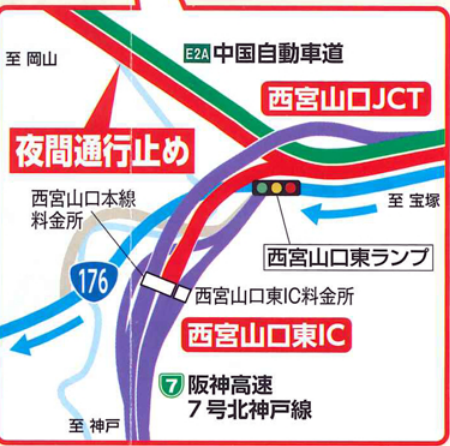 E2A 中国自動車道
至 岡山
西宮山口JCT
夜間通行止め
西宮山口本線
料金所
至 宝塚
西宮山口東ランプ
176
西宮山口東IC料金所
西宮山口東IC
7 阪神高速
7号北神戸線
至 神戸